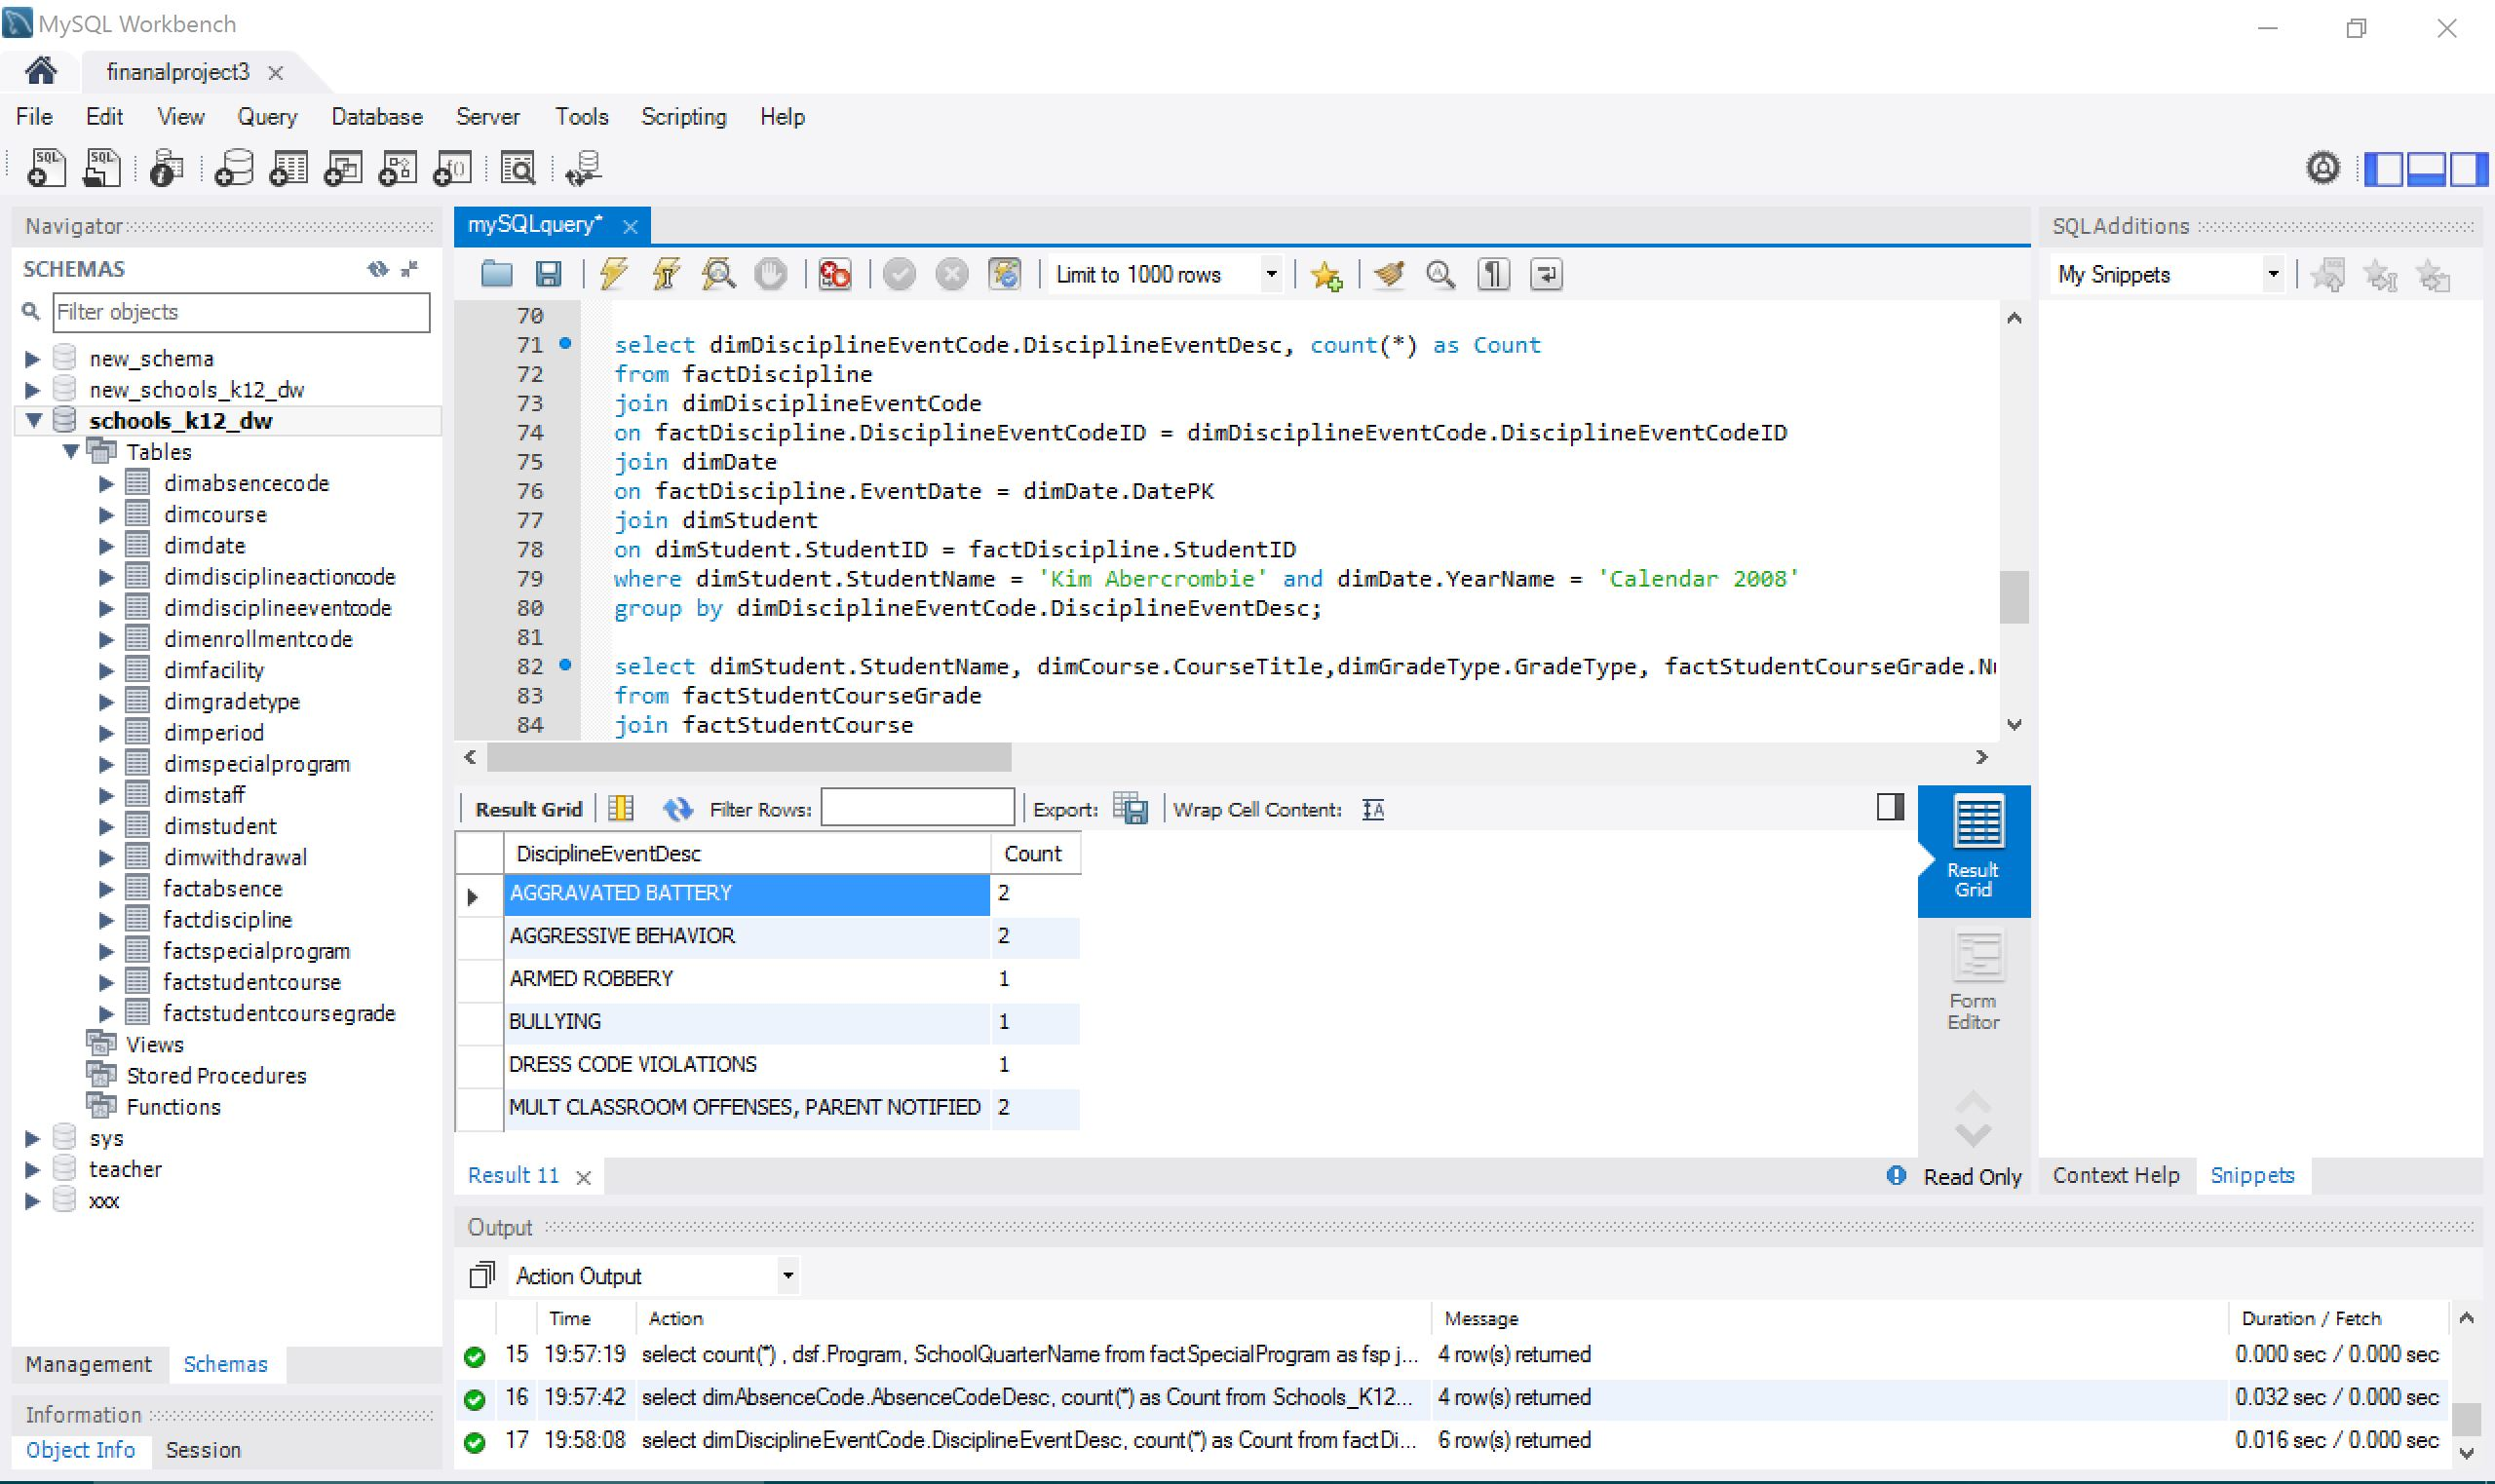 MySQL Workbench
finanalproject3
File Edit View Query Database Server Tools Scripting Help
Navigator
SCHEMAS
Filter objects
new_schema
new_schools_k12_dw
schools_k12_dw
Tables
dimabsencecode
dimcourse
dimdate
dimdisciplineactioncode
dimdisciplineeventcode
dimenrollmentcode
dimfacility
dimgradetype
dimperiod
dimspecialprogram
dimstaff
dimstudent
dimwithdrawal
factabsence
factdiscipline
factspecialprogram
factstudentcourse
factstudentcoursegrade
Views
Stored Procedures
Functions
sys
teacher
xxx
Management Schemas
Information
Object Info Session
mySQLquery*
Limit to 1000 rows
70
71 select dimDisciplineEventCode.DisciplineEventDesc, count(*) as Count
72 from factDiscipline
73 join dimDisciplineEventCode
74 on factDiscipline.DisciplineEventCodeID = dimDisciplineEventCode.DisciplineEventCodeID
75 join dimDate
76 on factDiscipline.EventDate = dimDate.DatePK
77 join dimStudent
78 on dimStudent.StudentID = factDiscipline.StudentID
79 where dimStudent.StudentName = 'Kim Abercrombie' and dimDate.YearName = 'Calendar 2008'
80 group by dimDisciplineEventCode.DisciplineEventDesc;
81
82 select dimStudent.StudentName, dimCourse.CourseTitle,dimGradeType.GradeType, factStudentCourseGrade.Nu
83 from factStudentCourseGrade
84 join factStudentCourse
Result Grid Filter Rows: Export: Wrap Cell Content:
DisciplineEventDesc Count
AGGRAVATED BATTERY 2
AGGRESSIVE BEHAVIOR 2
ARMED ROBBERY 1
BULLYING 1
DRESS CODE VIOLATIONS 1
MULT CLASSROOM OFFENSES, PARENT NOTIFIED 2
Result
Grid
Form
Editor
Result 11
Read Only
SQLAdditions
My Snippets
Context Help Snippets
Output
Action Output
Time Action Message Duration / Fetch
15 19:57:19 select count(*) , dsf.Program, SchoolQuarterName from factSpecialProgram as fsp j... 4 row(s) returned 0.000 sec / 0.000 sec
16 19:57:42 select dimAbsenceCode.AbsenceCodeDesc, count(*) as Count from Schools_K12... 4 row(s) returned 0.032 sec / 0.000 sec
17 19:58:08 select dimDisciplineEventCode.DisciplineEventDesc, count(*) as Count from factDi... 6 row(s) returned 0.016 sec / 0.000 sec